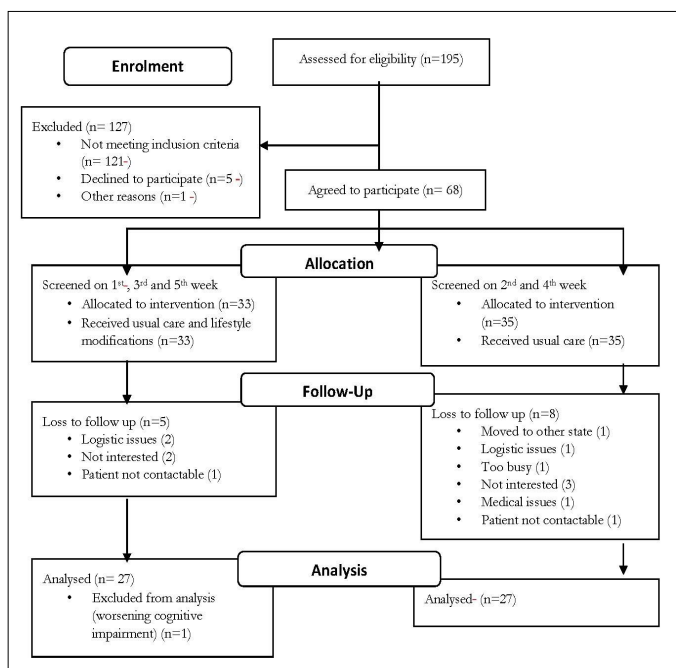 Enrolment
Assessed for eligibility (n=195)
Excluded (n= 127)
• Not meeting inclusion criteria
(n= 121-)
• Declined to participate (n=5 -)
• Other reasons (n=1 -)
Agreed to participate (n= 68)
Allocation
Screened on 1st-, 3rd and 5th week
• Allocated to intervention (n=33)
• Received usual care and lifestyle
modifications (n=33)
Screened on 2nd and 4th week
• Allocated to intervention
(n=35)
• Received usual care (n=35)
Follow-Up
Loss to follow up (n=5)
• Logistic issues (2)
• Not interested (2)
• Patient not contactable (1)
Loss to follow up (n=8)
• Moved to other state (1)
• Logistic issues (1)
• Too busy (1)
• Not interested (3)
• Medical issues (1)
• Patient not contactable (1)
Analysis
Analysed (n= 27)
• Excluded from analysis
(worsening cognitive
impairment) (n=1)
Analysed- (n=27)